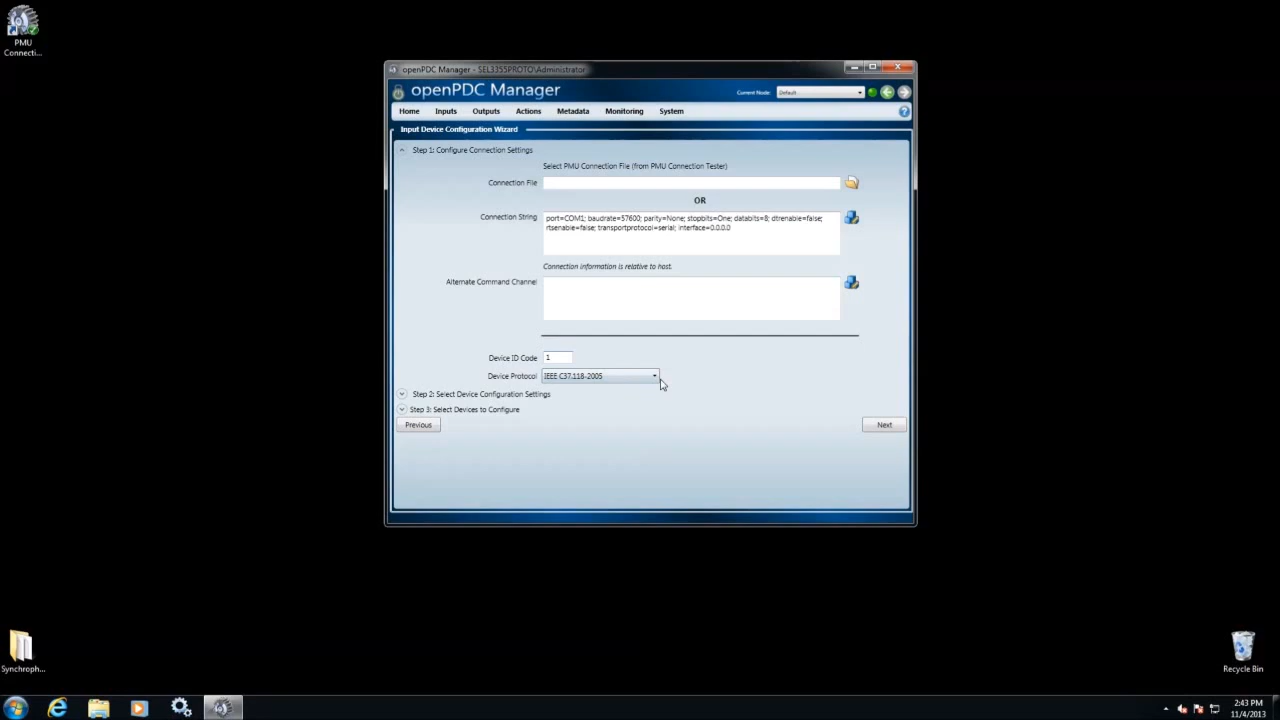 PMU
Connecti...
openPDC Manager - SEL3355PROTO\Administrator
openPDC Manager
Current Node: Default
Home Inputs Outputs Actions Metadata Monitoring System
Input Device Configuration Wizard
Step 1: Configure Connection Settings
Select PMU Connection File (from PMU Connection Tester)
Connection File
OR
Connection String
port=COM1; baudrate=57600; parity=None; stopbits=One; databits=8; dtrenable=false;
rtsenable=false; transportprotocol=serial; interface=0.0.0.0
Connection information is relative to host.
Alternate Command Channel
Device ID Code 1
Device Protocol IEEE C37.118-2005
Step 2: Select Device Configuration Settings
Step 3: Select Devices to Configure
Previous Next
Synchroph...
Recycle Bin
2:43 PM
11/4/2013